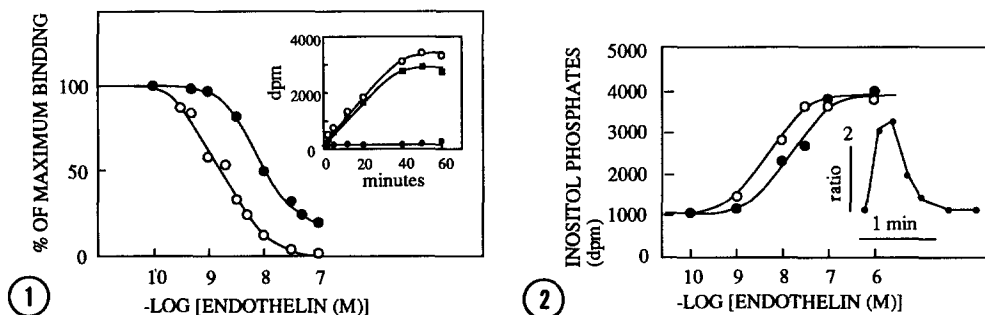 % OF MAXIMUM BINDING
100
50
0
10 9 8 7
-LOG [ENDOTHELIN (M)]
1
dpm
4000
2000
0
0 20 40 60
minutes
INOSITOL PHOSPHATES
(dpm)
5000
4000
3000
2000
1000
0
10 9 8 7 6
-LOG [ENDOTHELIN (M)]
2
ratio
2
1 min